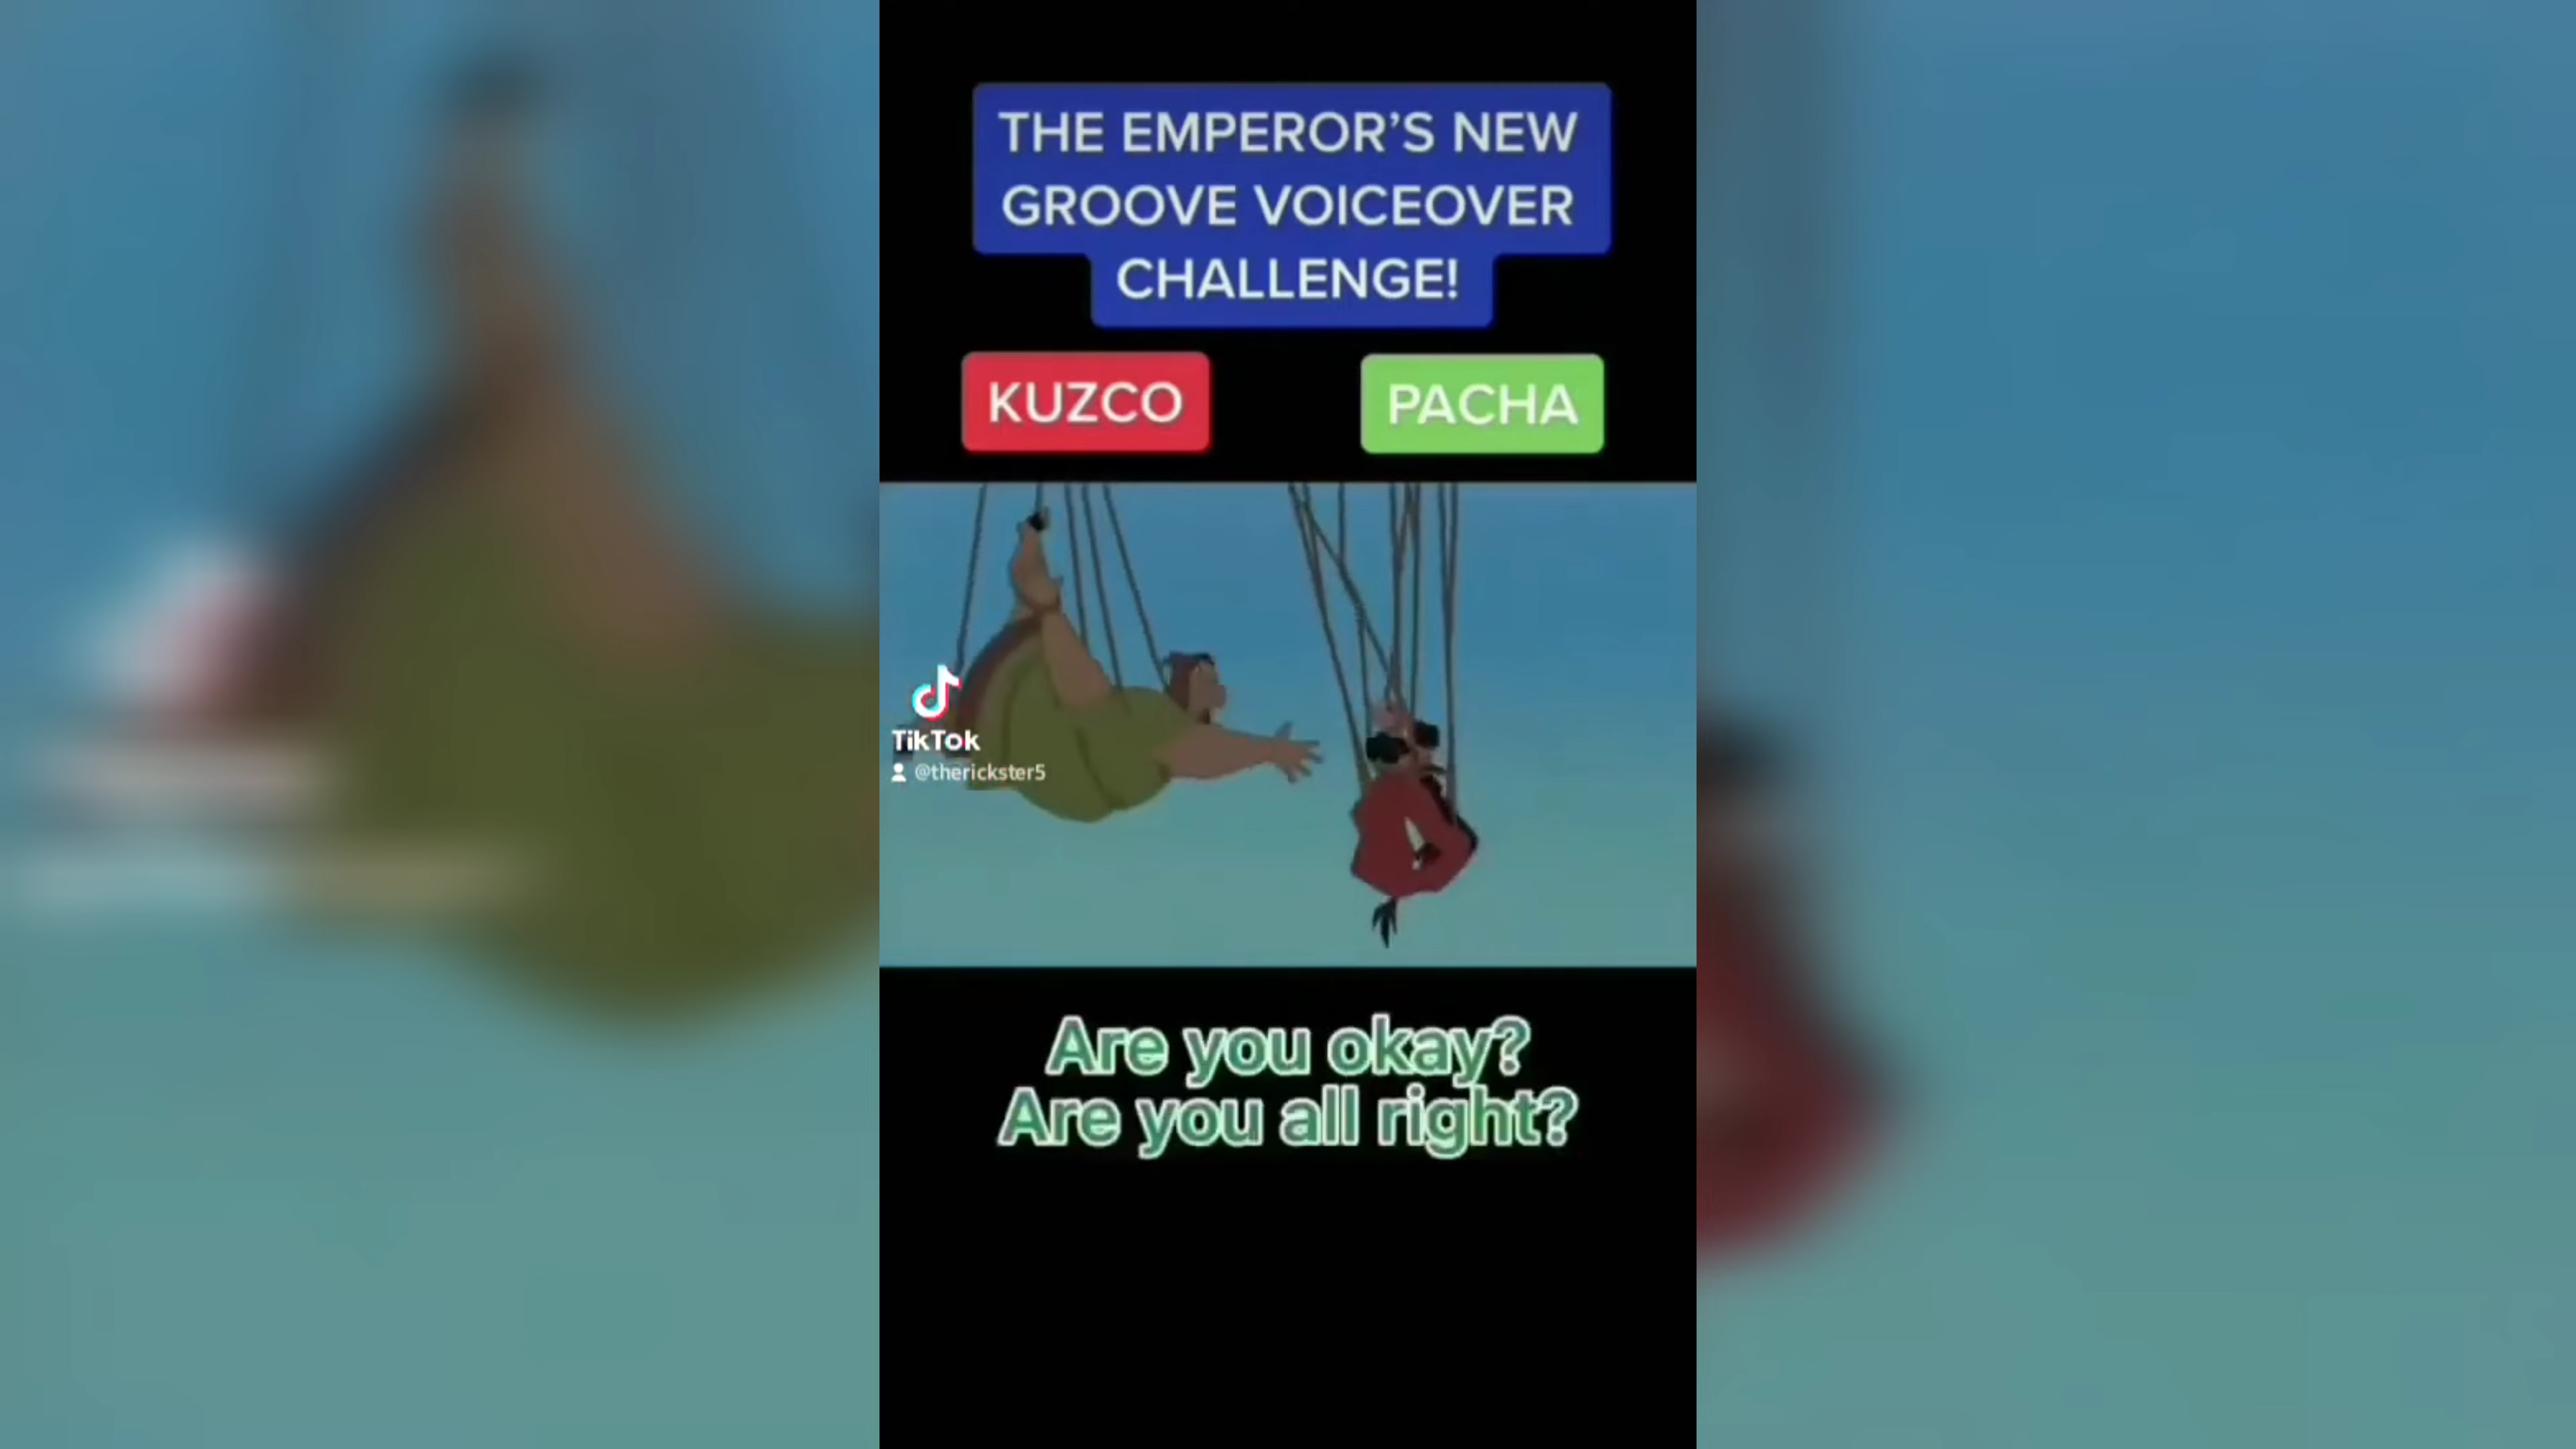 THE EMPEROR’S NEW
GROOVE VOICEOVER
CHALLENGE!
KUZCO
PACHA
TikTok
@therickster5
Are you okay?
Are you all right?